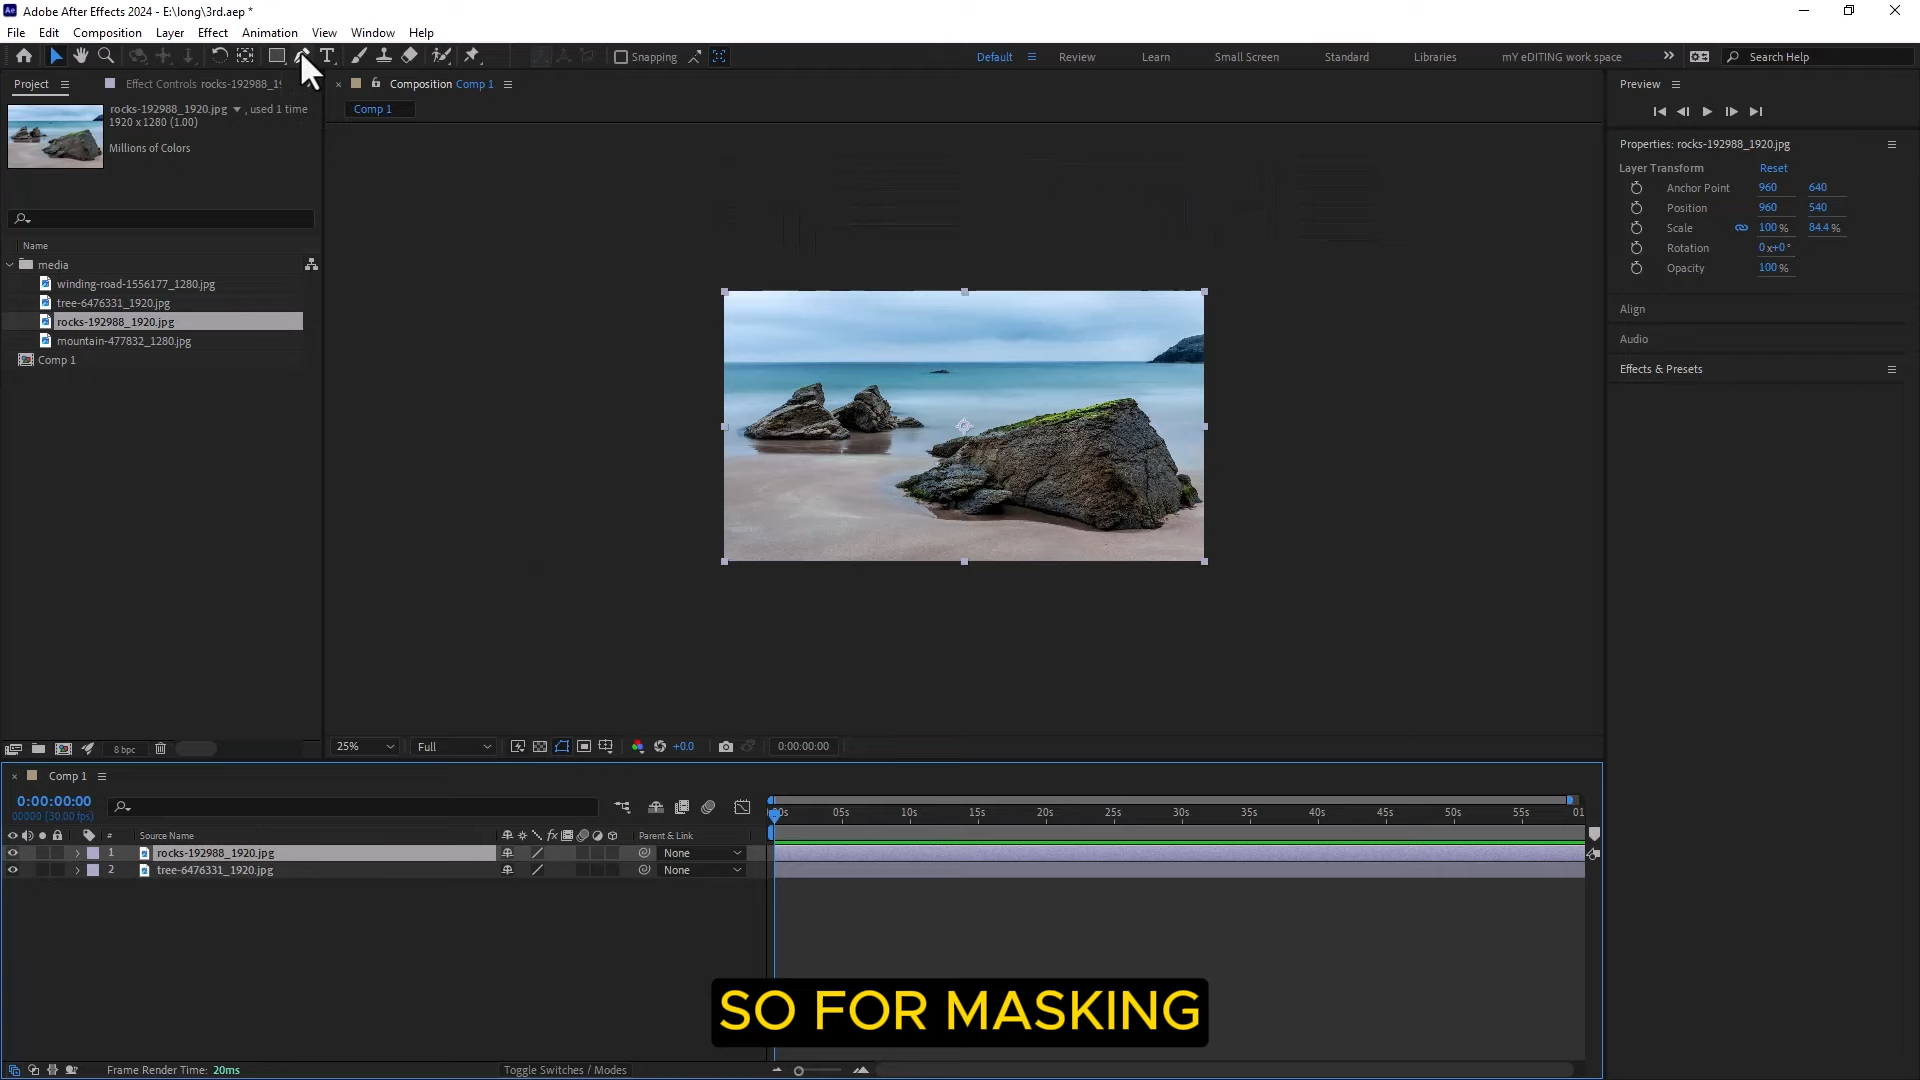 Adobe After Effects 2024 - E:\long\3rd.aep *
File Edit Composition Layer Effect Animation View Window Help
Snapping
Default Review Learn Small Screen Standard Libraries mY eDITING work space Search Help
Project Effect Controls rocks-192988_19
rocks-192988_1920.jpg , used 1 time
1920 x 1280 (1.00)
Millions of Colors
Name
media
winding-road-1556177_1280.jpg
tree-6476331_1920.jpg
rocks-192988_1920.jpg
mountain-477832_1280.jpg
Comp 1
8 bpc
Composition Comp 1
Comp 1
25% Full +0.0 0:00:00:00
Preview
Properties: rocks-192988_1920.jpg
Layer Transform Reset
Anchor Point 960 640
Position 960 540
Scale 100 % 84.4 %
Rotation 0 x+0 °
Opacity 100 %
Align
Audio
Effects & Presets
Comp 1
0:00:00:00
00000 (30.00 fps)
:00s 05s 10s 15s 20s 25s 30s 35s 40s 45s 50s 55s 01
# Source Name fx Parent & Link
1 rocks-192988_1920.jpg None
2 tree-6476331_1920.jpg None
SO FOR MASKING
Frame Render Time: 20ms
Toggle Switches / Modes